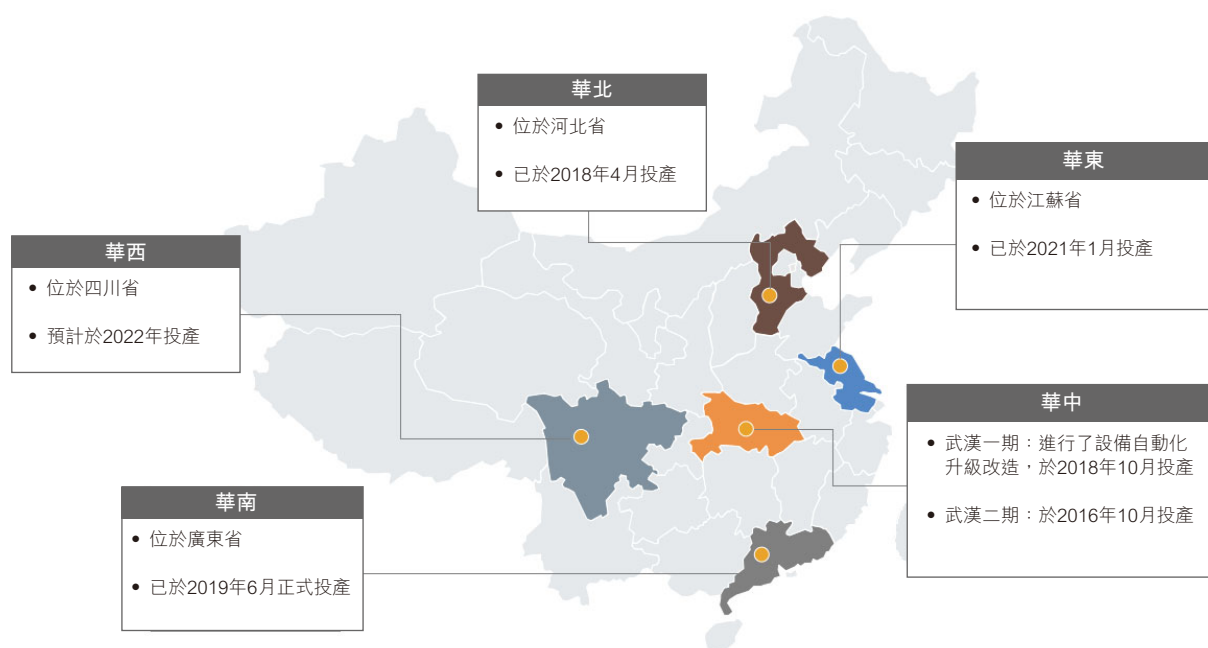 華北
• 位於河北省
• 已於2018年4月投產
華東
• 位於江蘇省
• 已於2021年1月投產
華西
• 位於四川省
• 預計於2022年投產
華中
• 武漢一期：進行了設備自動化
升級改造，於2018年10月投產
• 武漢二期：於2016年10月投產
華南
• 位於廣東省
• 已於2019年6月正式投產